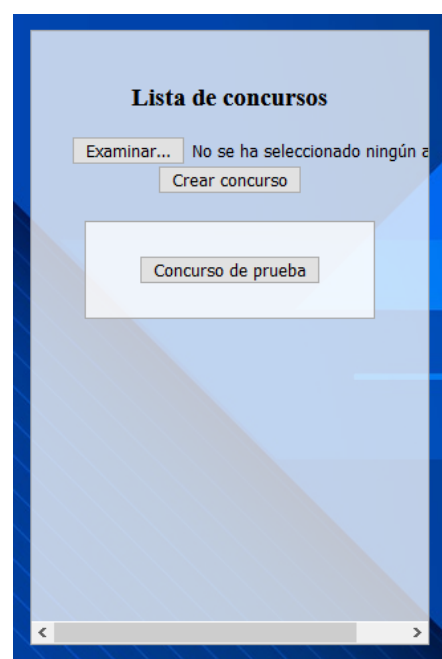 Lista de concursos
Examinar... No se ha seleccionado ningún a
Crear concurso
Concurso de prueba